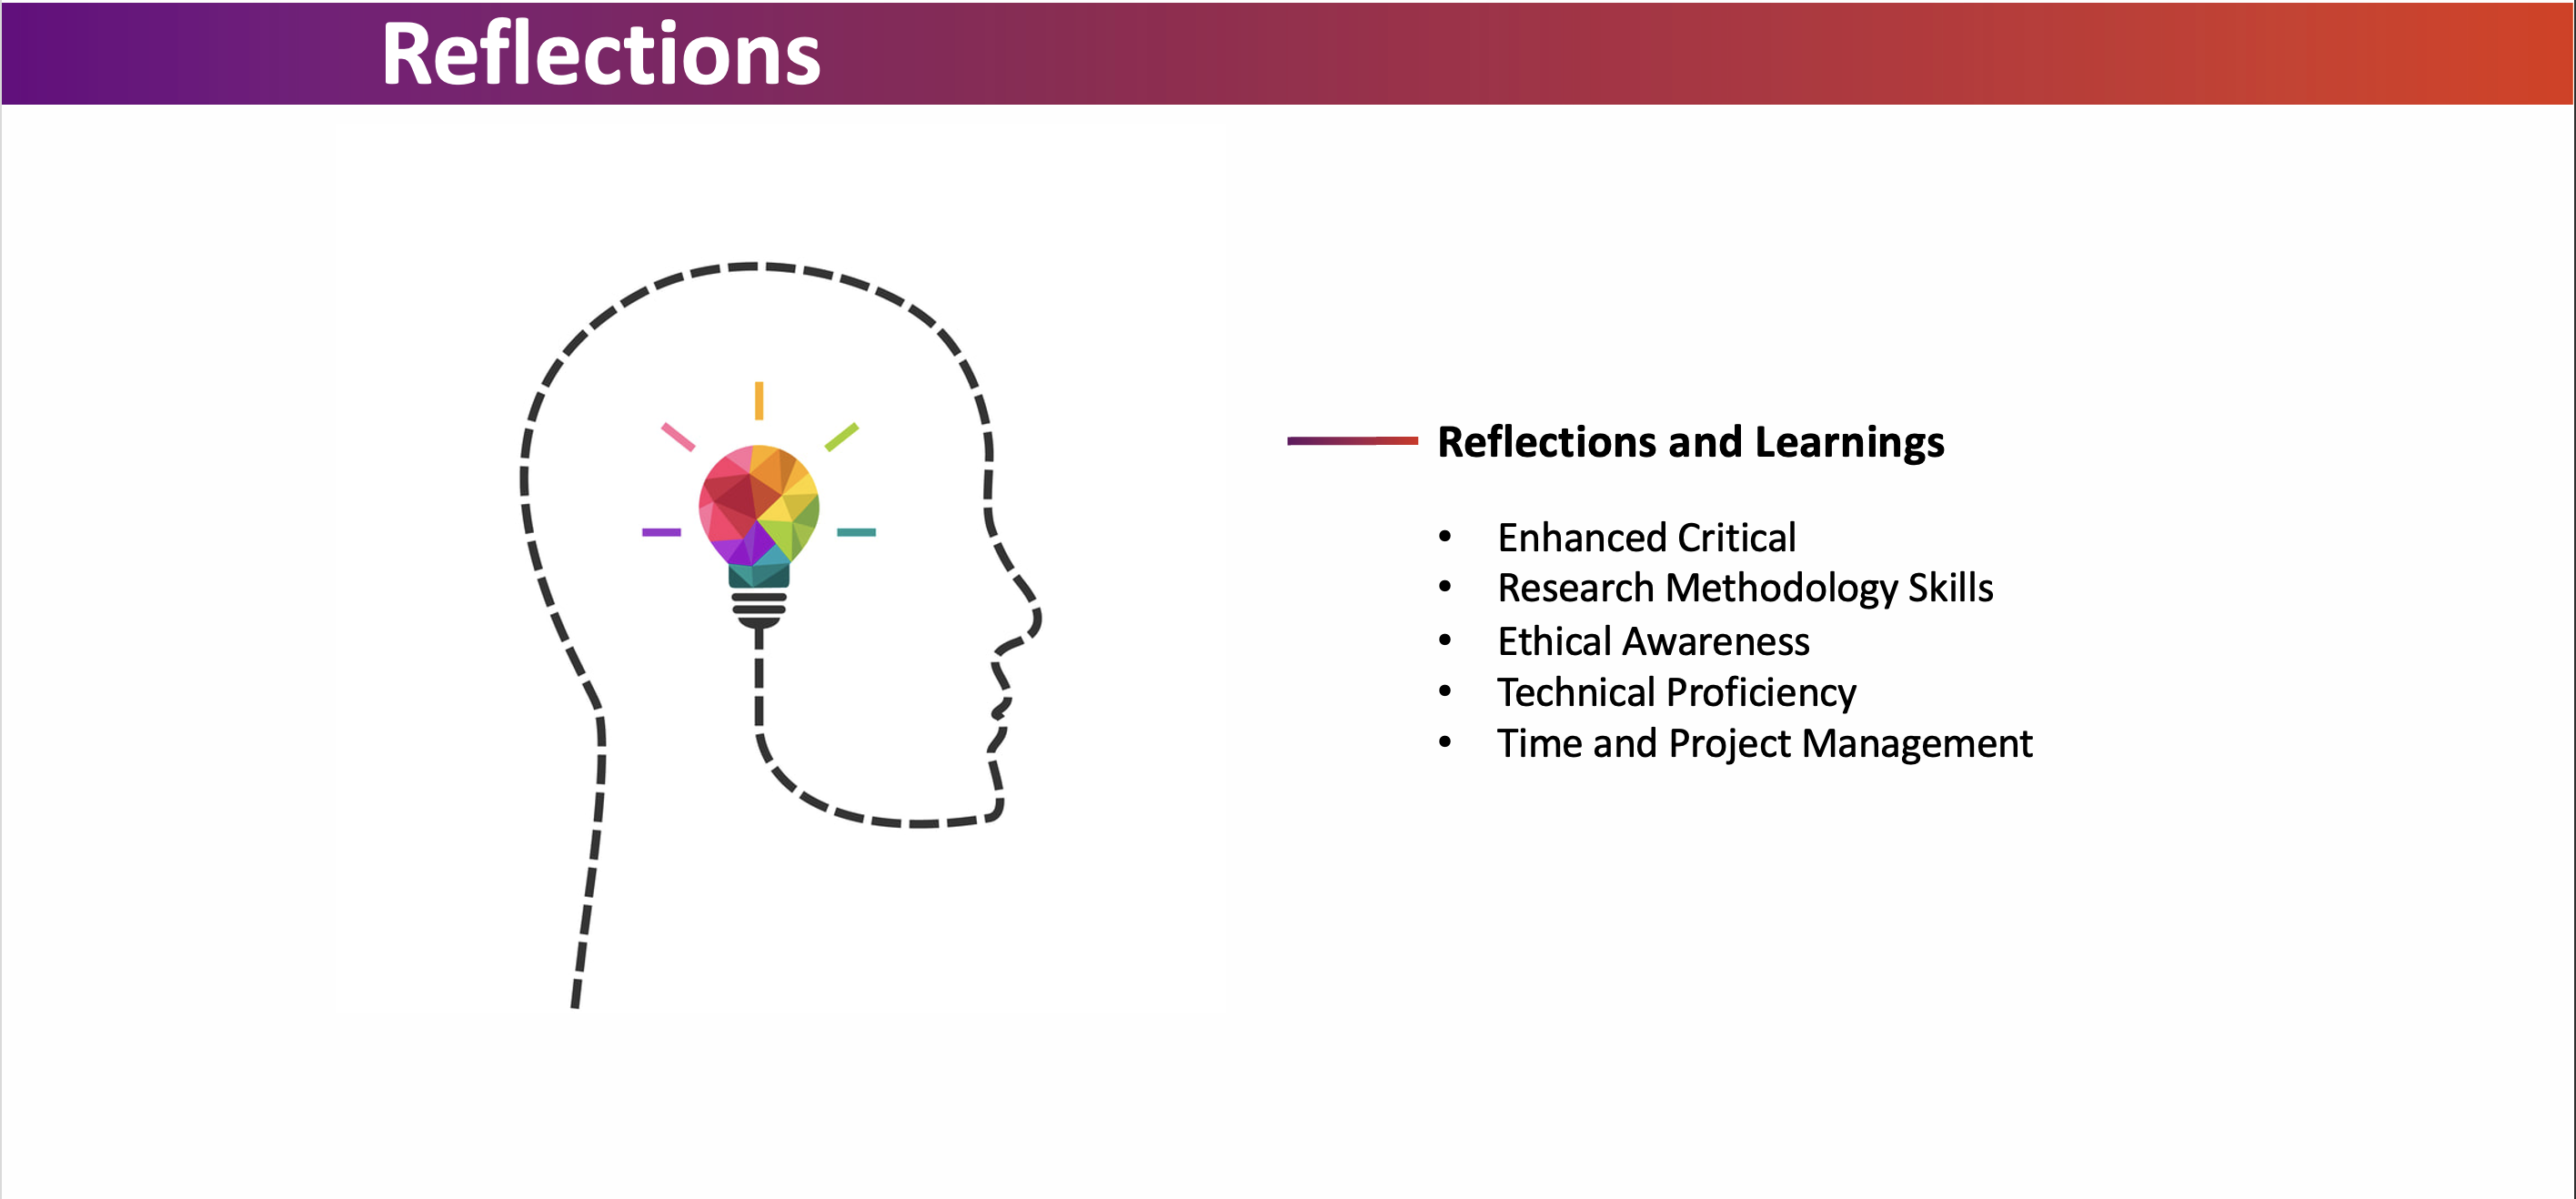 Reflections
Reflections and Learnings
• Enhanced Critical
• Research Methodology Skills
• Ethical Awareness
• Technical Proficiency
• Time and Project Management